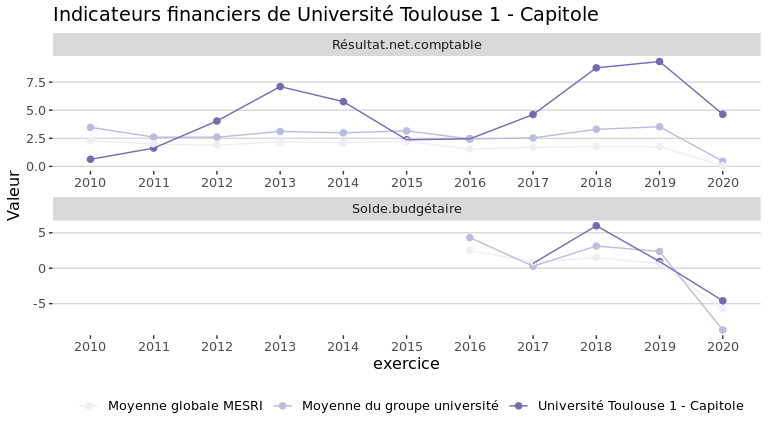 Indicateurs financiers de Université Toulouse 1 - Capitole
Résultat.net.comptable
7.5
5.0
2.5
0.0
2010 2011 2012 2013 2014 2015 2016 2017 2018 2019 2020
Valeur
Solde.budgétaire
5
0
-5
2010 2011 2012 2013 2014 2015 2016 2017 2018 2019 2020
exercice
Moyenne globale MESRI Moyenne du groupe université Université Toulouse 1 - Capitole